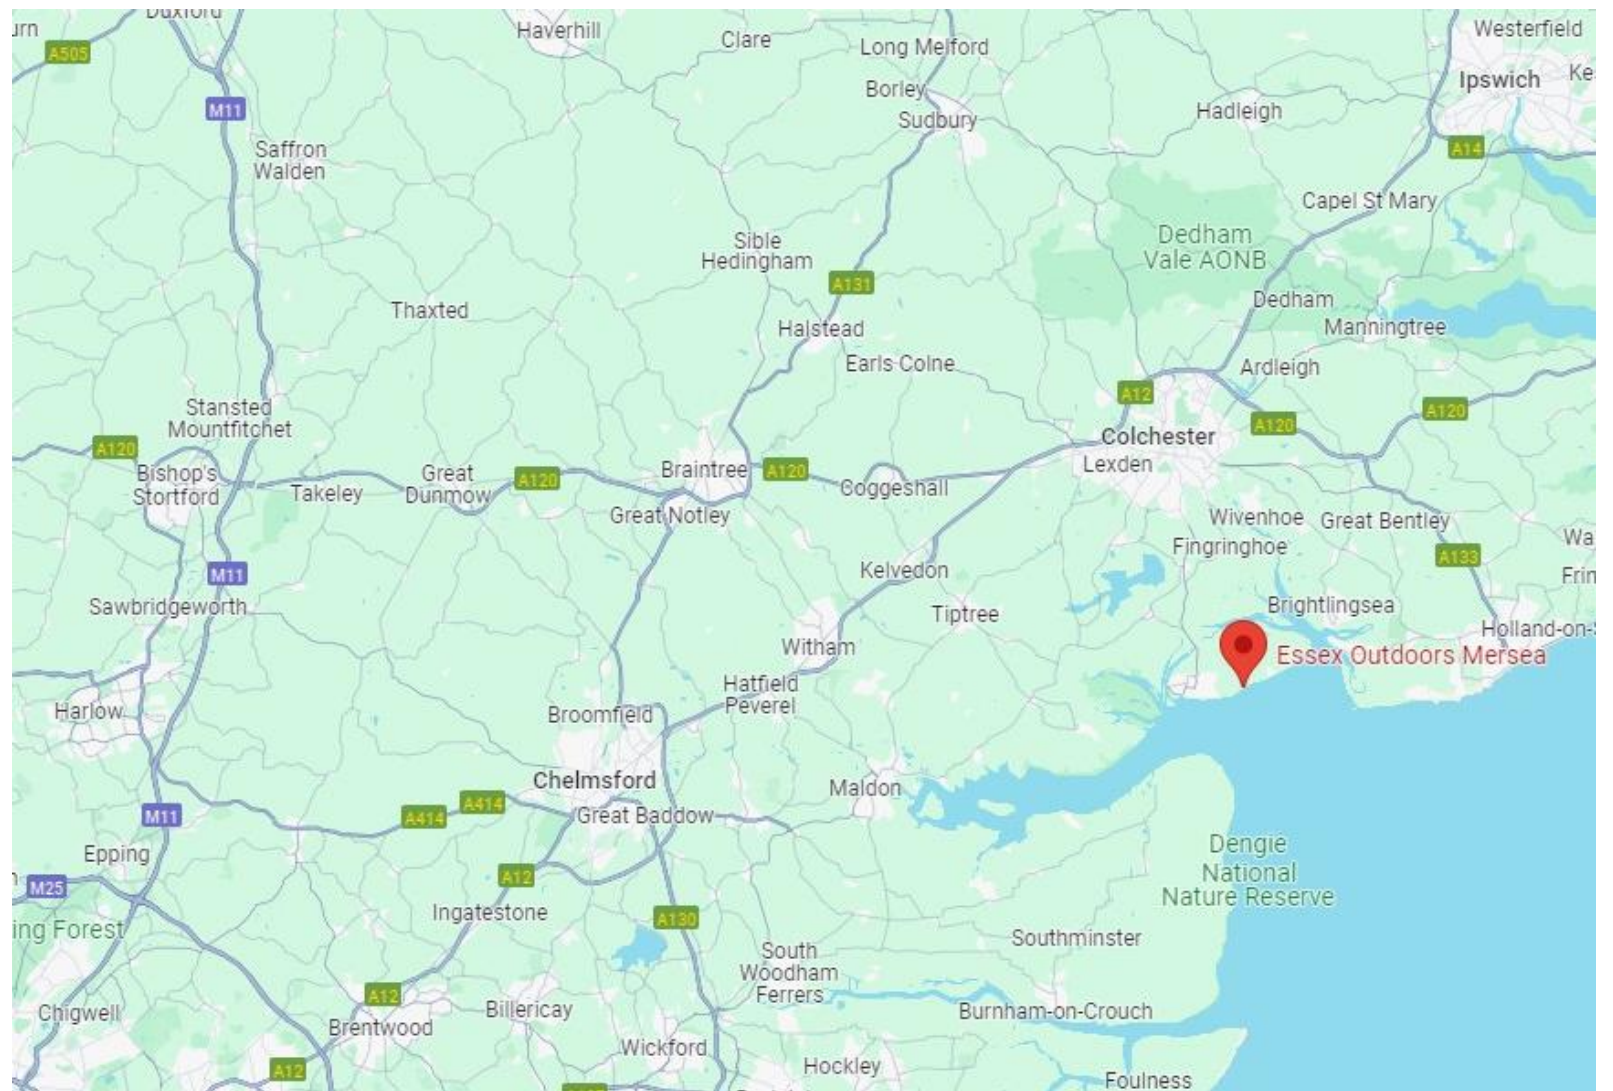 Duxford
Haverhill
Clare
Long Melford
Westerfield
A505
Ipswich
Borley
M11
Sudbury
Hadleigh
A14
Saffron
Walden
Capel St Mary
Sible
Hedingham
Dedham
Vale AONB
A131
Thaxted
Dedham
Halstead
Manningtree
Earls Colne
Ardleigh
A12
Stansted
Mountfitchet
A120
A120
A120
Colchester
Bishop's
Stortford
Takeley
Great
Dunmow
A120
Braintree
A120
Lexden
Coggeshall
Great Notley
Wivenhoe
Great Bentley
Fingringhoe
A133
M11
Kelvedon
Sawbridgeworth
Tiptree
Brightlingsea
Witham
Holland-on-
Essex Outdoors Mersea
Harlow
Hatfield
Peverel
Broomfield
Chelmsford
Maldon
A414
A414
Great Baddow
M11
Epping
Dengie
National
Nature Reserve
M25
A12
ing Forest
Ingatestone
A130
Southminster
South
Woodham
Ferrers
A12
Chigwell
Brentwood
Billericay
Burnham-on-Crouch
Wickford
A12
Hockley
Foulness